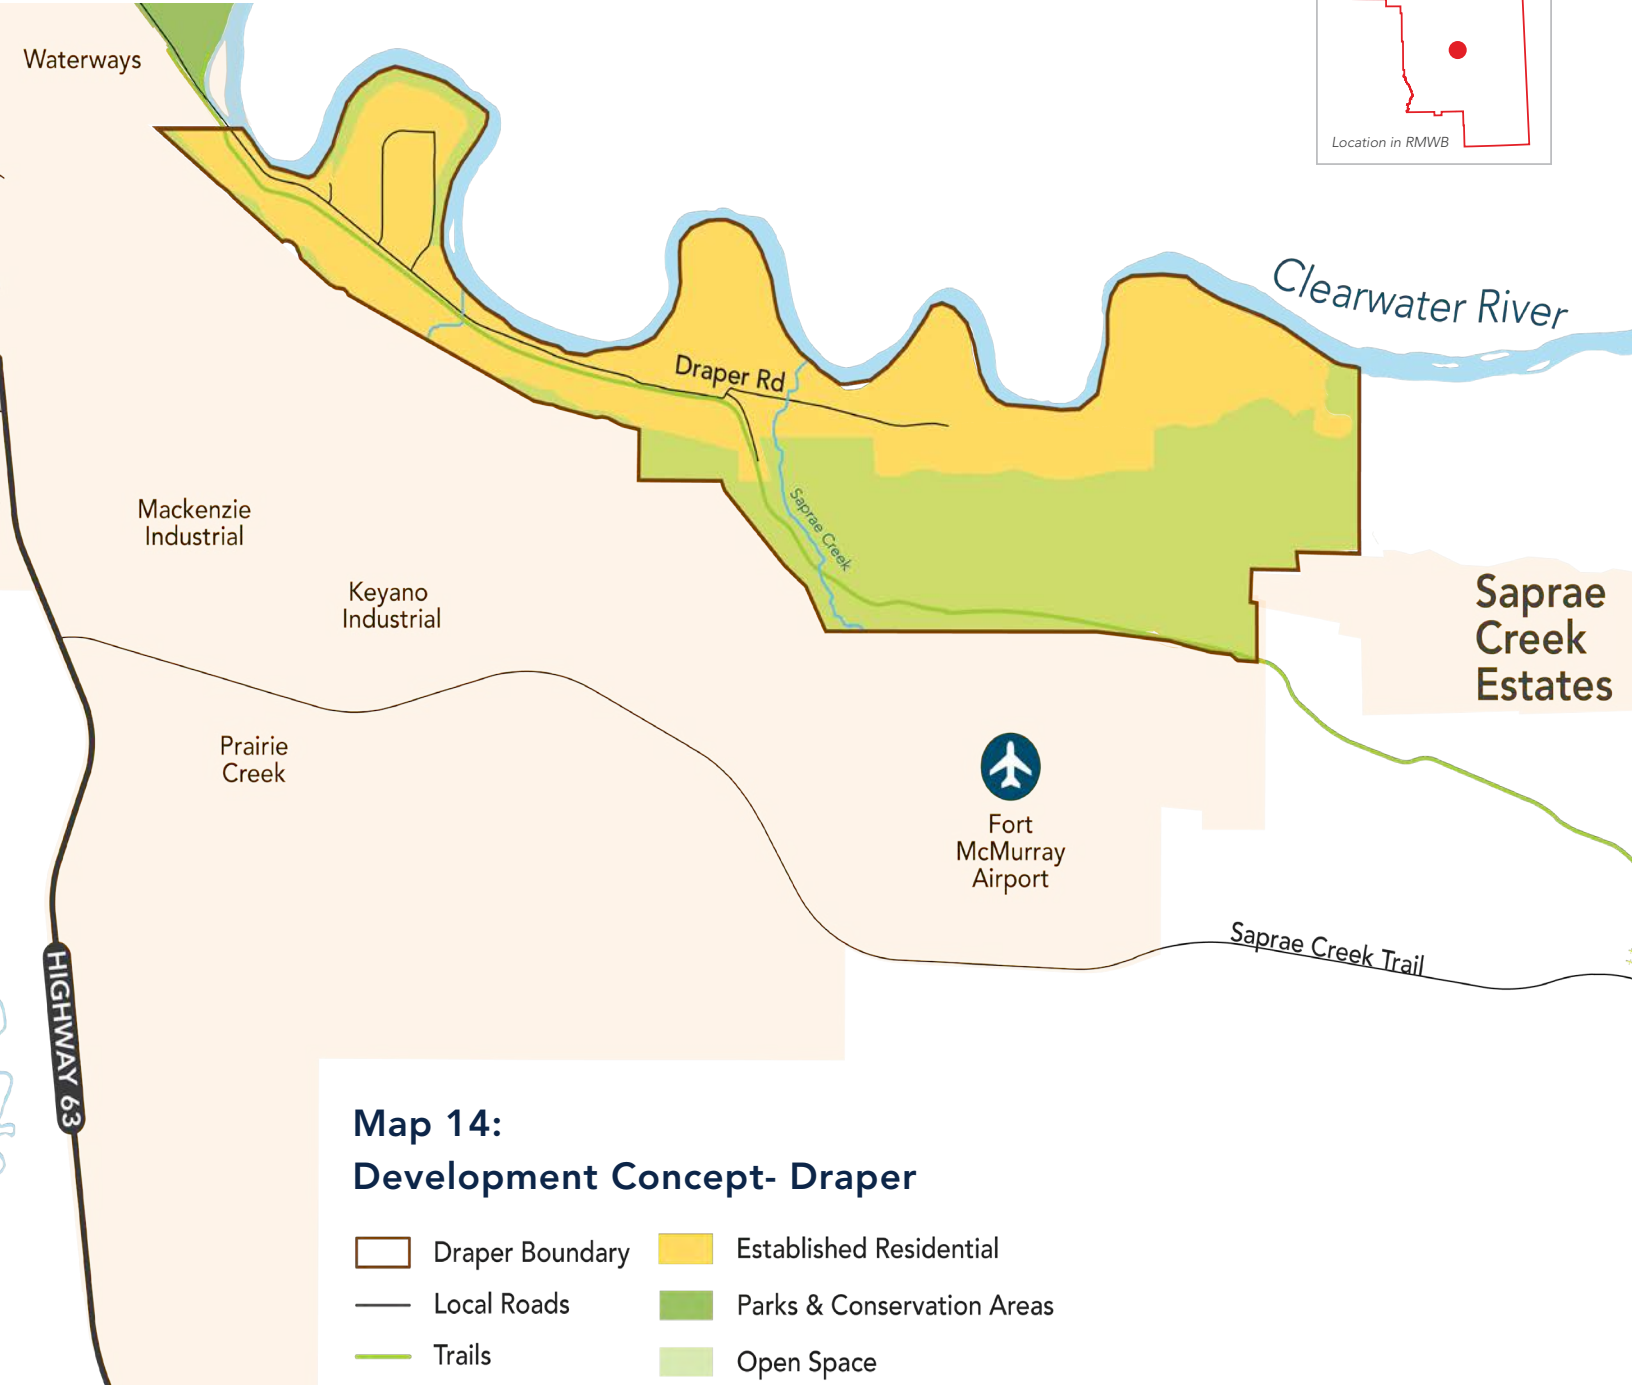 Waterways
Location in RMWB
Clearwater River
Draper Rd
Saprae Creek
Mackenzie
Industrial
Keyano
Industrial
Saprae
Creek
Estates
Prairie
Creek
Fort
McMurray
Airport
Saprae Creek Trail
HIGHWAY 63
Map 14:
Development Concept- Draper
Draper Boundary
Established Residential
Local Roads
Parks & Conservation Areas
Trails
Open Space